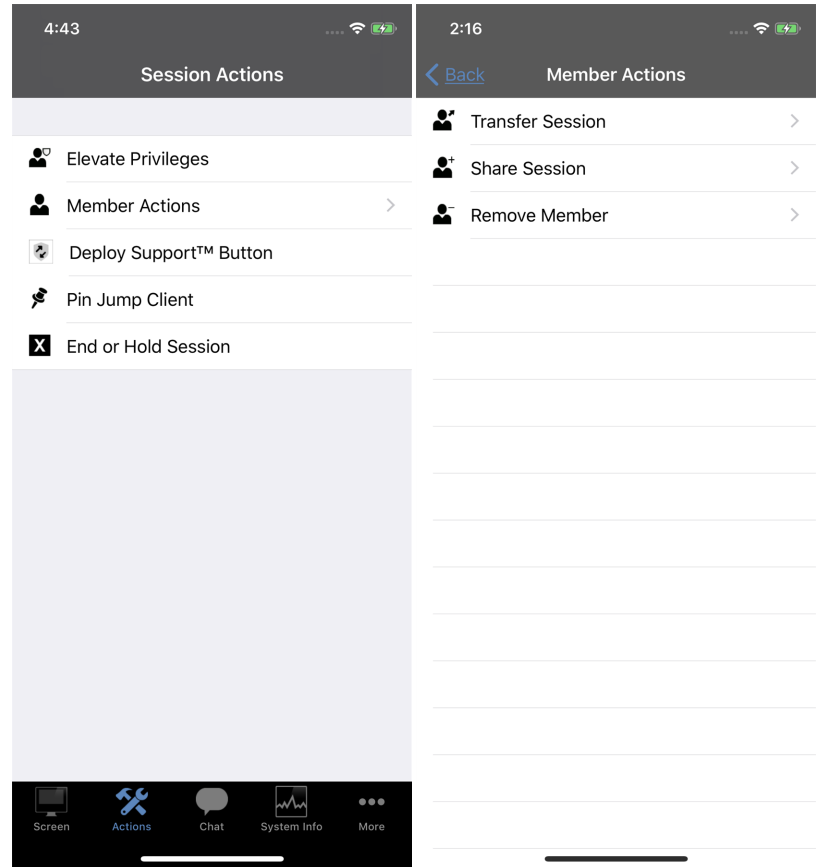 4:43
Session Actions
Elevate Privileges
Member Actions
Deploy Support™ Button
Pin Jump Client
X End or Hold Session
Screen Actions Chat System Info More
2:16
Back Member Actions
Transfer Session
Share Session
Remove Member